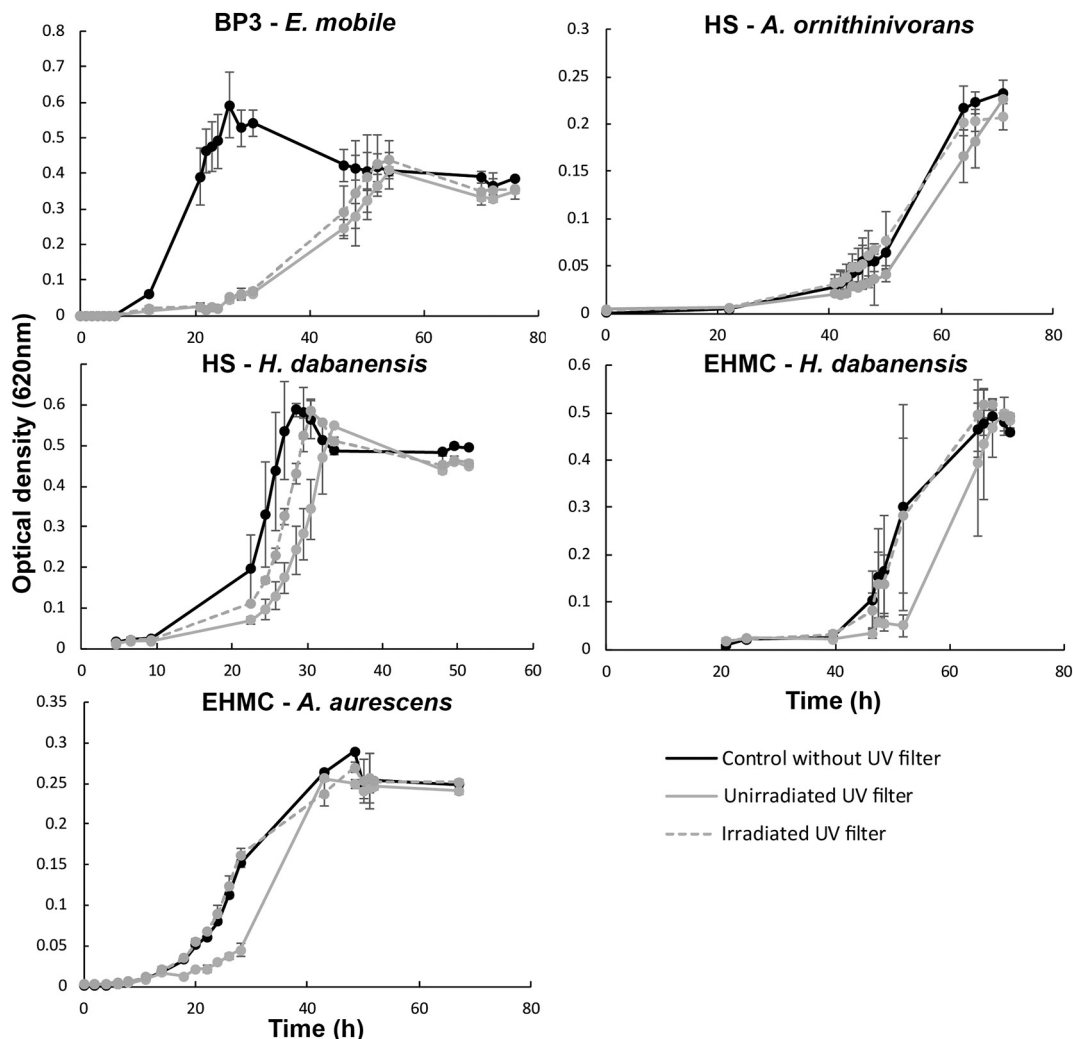 BP3 - E. mobile
0.8
0.7
0.6
0.5
0.4
0.3
0.2
0.1
0
0 20 40 60 80
HS - A. ornithinivorans
0.3
0.25
0.2
0.15
0.1
0.05
0
0 20 40 60 80
Optical density (620nm)
HS - H. dabanensis
0.6
0.5
0.4
0.3
0.2
0.1
0
0 10 20 30 40 50 60
EHMC - H. dabanensis
0.6
0.5
0.4
0.3
0.2
0.1
0
0 20 40 60 80
Time (h)
EHMC - A. aurescens
0.35
0.3
0.25
0.2
0.15
0.1
0.05
0
0 20 40 60 80
Time (h)
Control without UV filter
Unirradiated UV filter
Irradiated UV filter